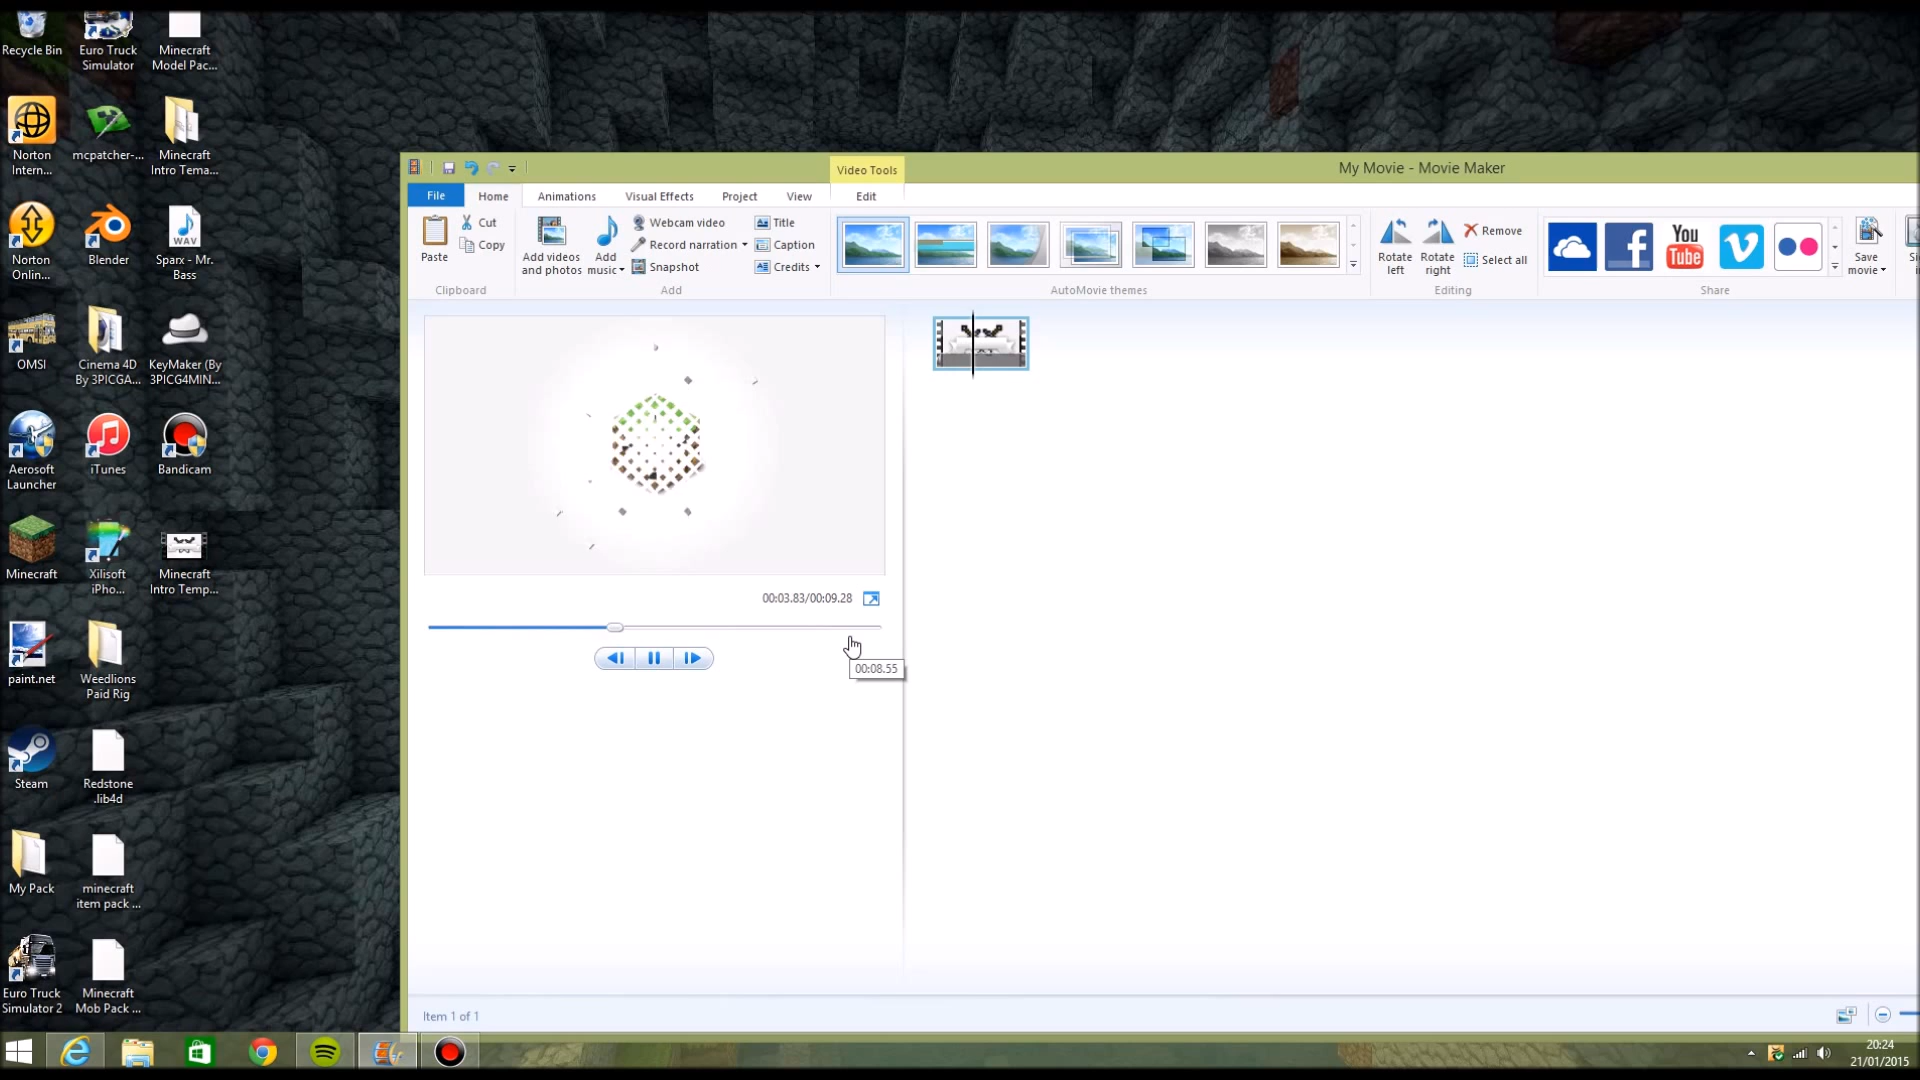 Recycle Bin
Euro Truck
Simulator
Minecraft
Model Pac...
Norton
Intern...
mcpatcher-...
Minecraft
Intro Tema...
Norton
Onlin...
Blender
WAV
Sparx - Mr.
Bass
OMSI
Cinema 4D
By 3PICGA...
KeyMaker (By
3PICG4MIN...
Aerosoft
Launcher
iTunes
Bandicam
Minecraft
Xilisoft
iPho...
Minecraft
Intro Temp...
paint.net
Weedlions
Paid Rig
Steam
Redstone
.lib4d
My Pack
minecraft
item pack ...
Euro Truck
Simulator 2
Minecraft
Mob Pack ...
Video Tools
My Movie - Movie Maker
File
Home
Animations
Visual Effects
Project
View
Edit
Paste
Cut
Copy
Clipboard
Add videos
and photos
Add
music
Webcam video
Record narration
Snapshot
Title
Caption
Credits
Add
AutoMovie themes
Rotate
left
Rotate
right
Remove
Select all
Editing
You
Tube
Share
Save
movie
00:03.83/00:09.28
00:08.55
Item 1 of 1
20:24
21/01/2015